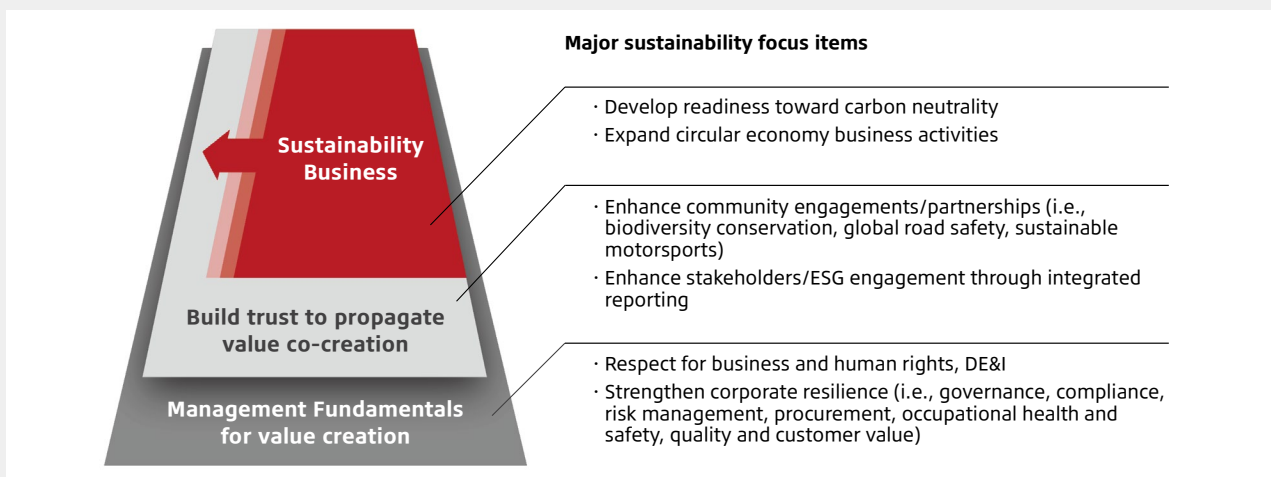 Major sustainability focus items
Sustainability
Business
· Develop readiness toward carbon neutrality
· Expand circular economy business activities
Build trust to propagate
value co-creation
· Enhance community engagements/partnerships (i.e.,
biodiversity conservation, global road safety, sustainable
motorsports)
· Enhance stakeholders/ESG engagement through integrated
reporting
Management Fundamentals
for value creation
· Respect for business and human rights, DE&I
· Strengthen corporate resilience (i.e., governance, compliance,
risk management, procurement, occupational health and
safety, quality and customer value)